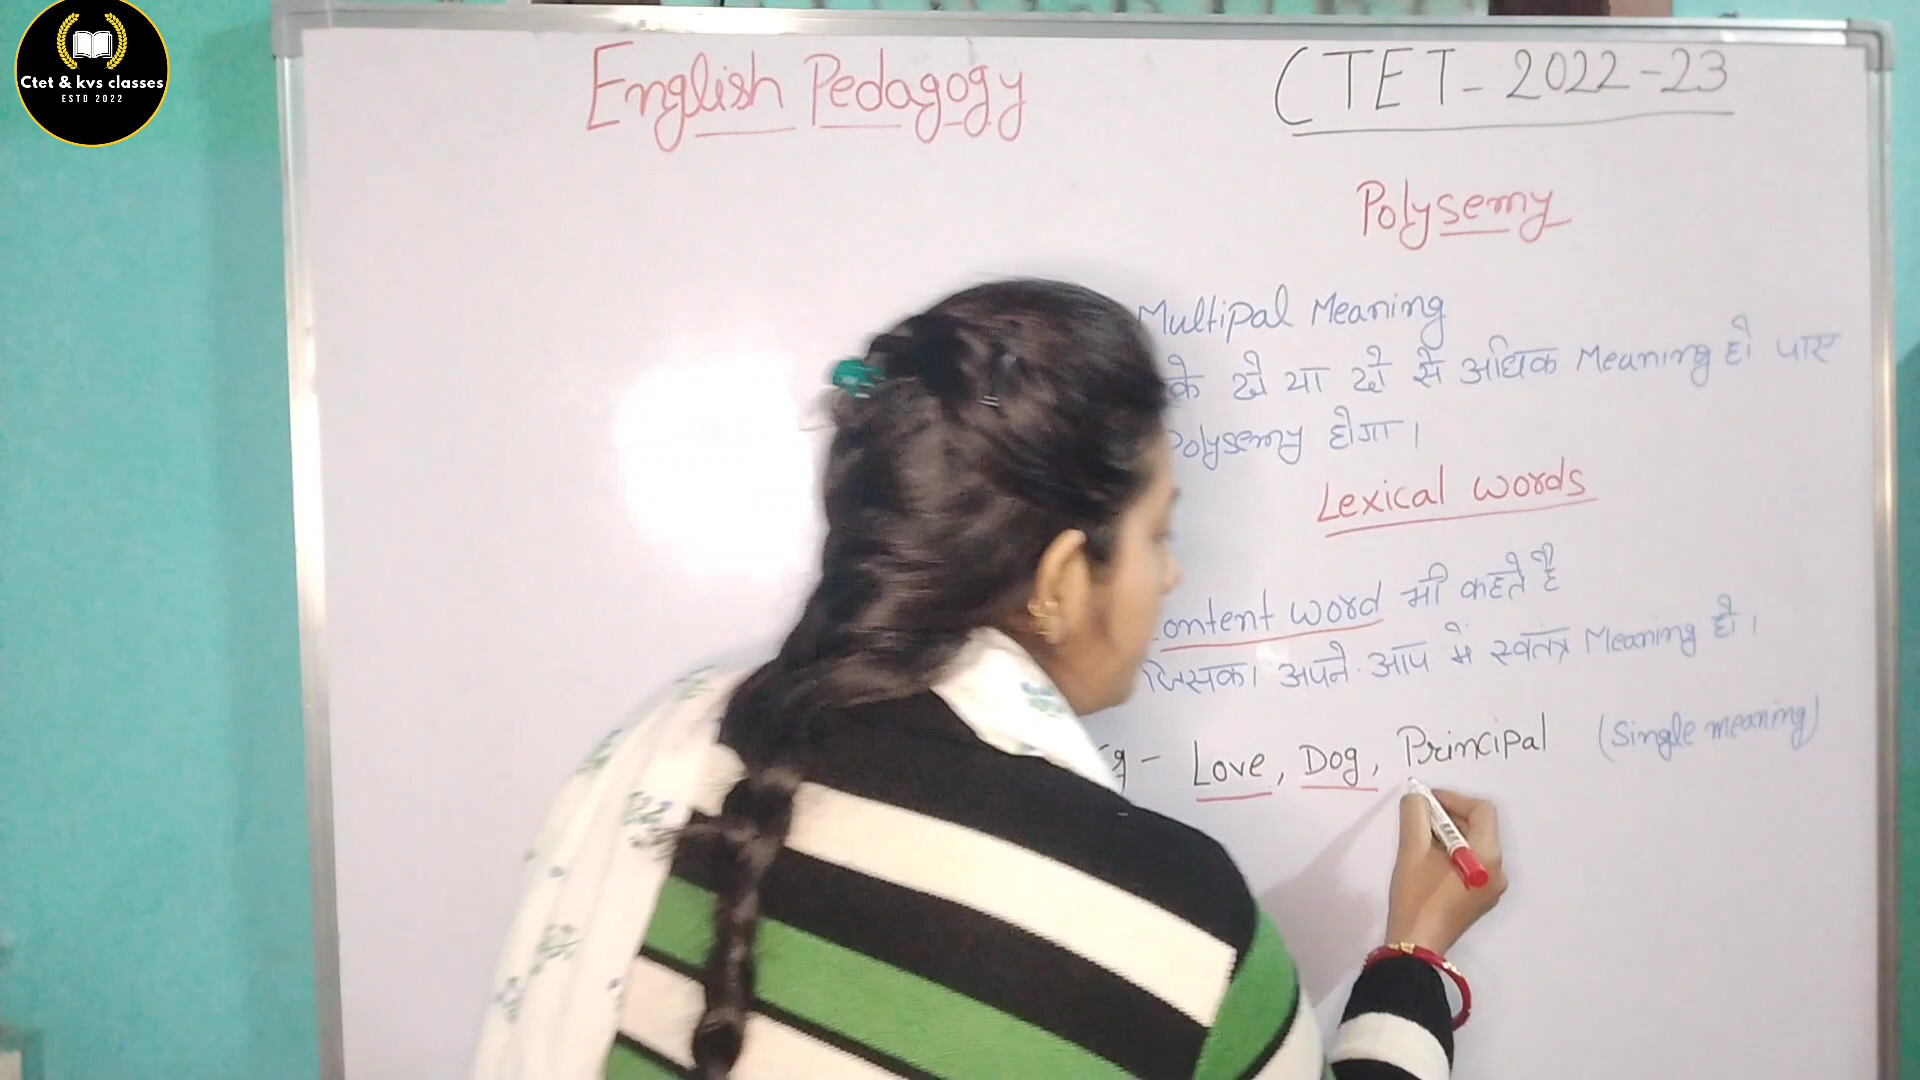 Ctet & kvs classes
ESTD 2022
English Pedagogy
CTET-2022-23
Polysemy
Multipal Meaning
के दो या दो से अधिक Meaning हो पाए
Polysemy होगा।
Lexical words
ontent word भी कहते है
जिसका अपने आप में स्वतंत्र Meaning हो।
g- Love, Dog, Principal (Single meaning)